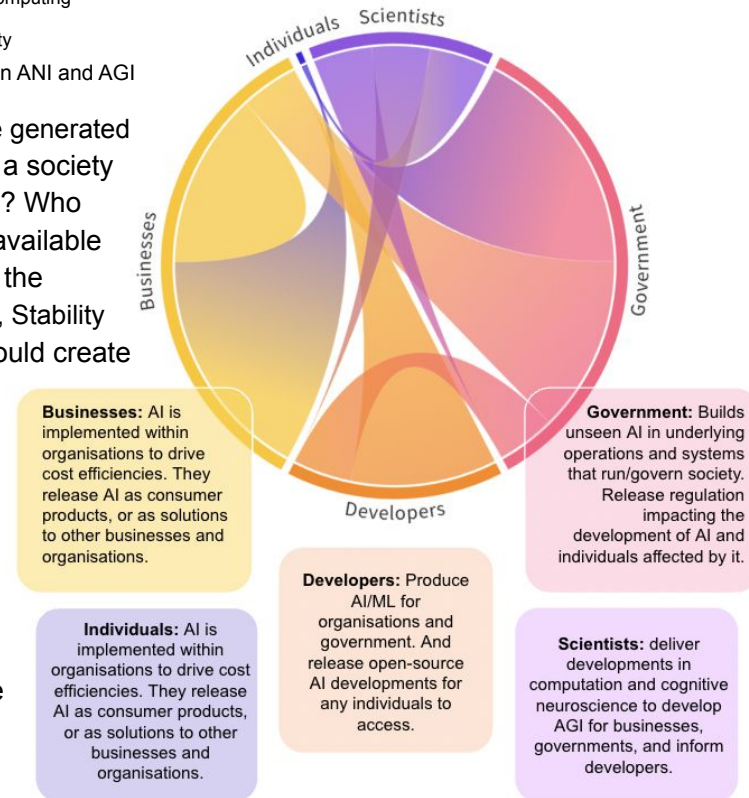 ty
n ANI and AGI
generated
a society
? Who
available
the
, Stability
ould create
Individuals
Scientists
Businesses
Government
Developers
Businesses: AI is
implemented within
organisations to drive
cost efficiencies. They
release AI as consumer
products, or as solutions
to other businesses and
organisations.
Government: Builds
unseen AI in underlying
operations and systems
that run/govern society.
Release regulation
impacting the
development of AI and
individuals affected by it.
Developers: Produce
AI/ML for
organisations and
government. And
release open-source
AI developments for
any individuals to
access.
Individuals: AI is
implemented within
organisations to drive cost
efficiencies. They release
AI as consumer products,
or as solutions to other
businesses and
organisations.
Scientists: deliver
developments in
computation and cognitive
neuroscience to develop
AGI for businesses,
governments, and inform
developers.